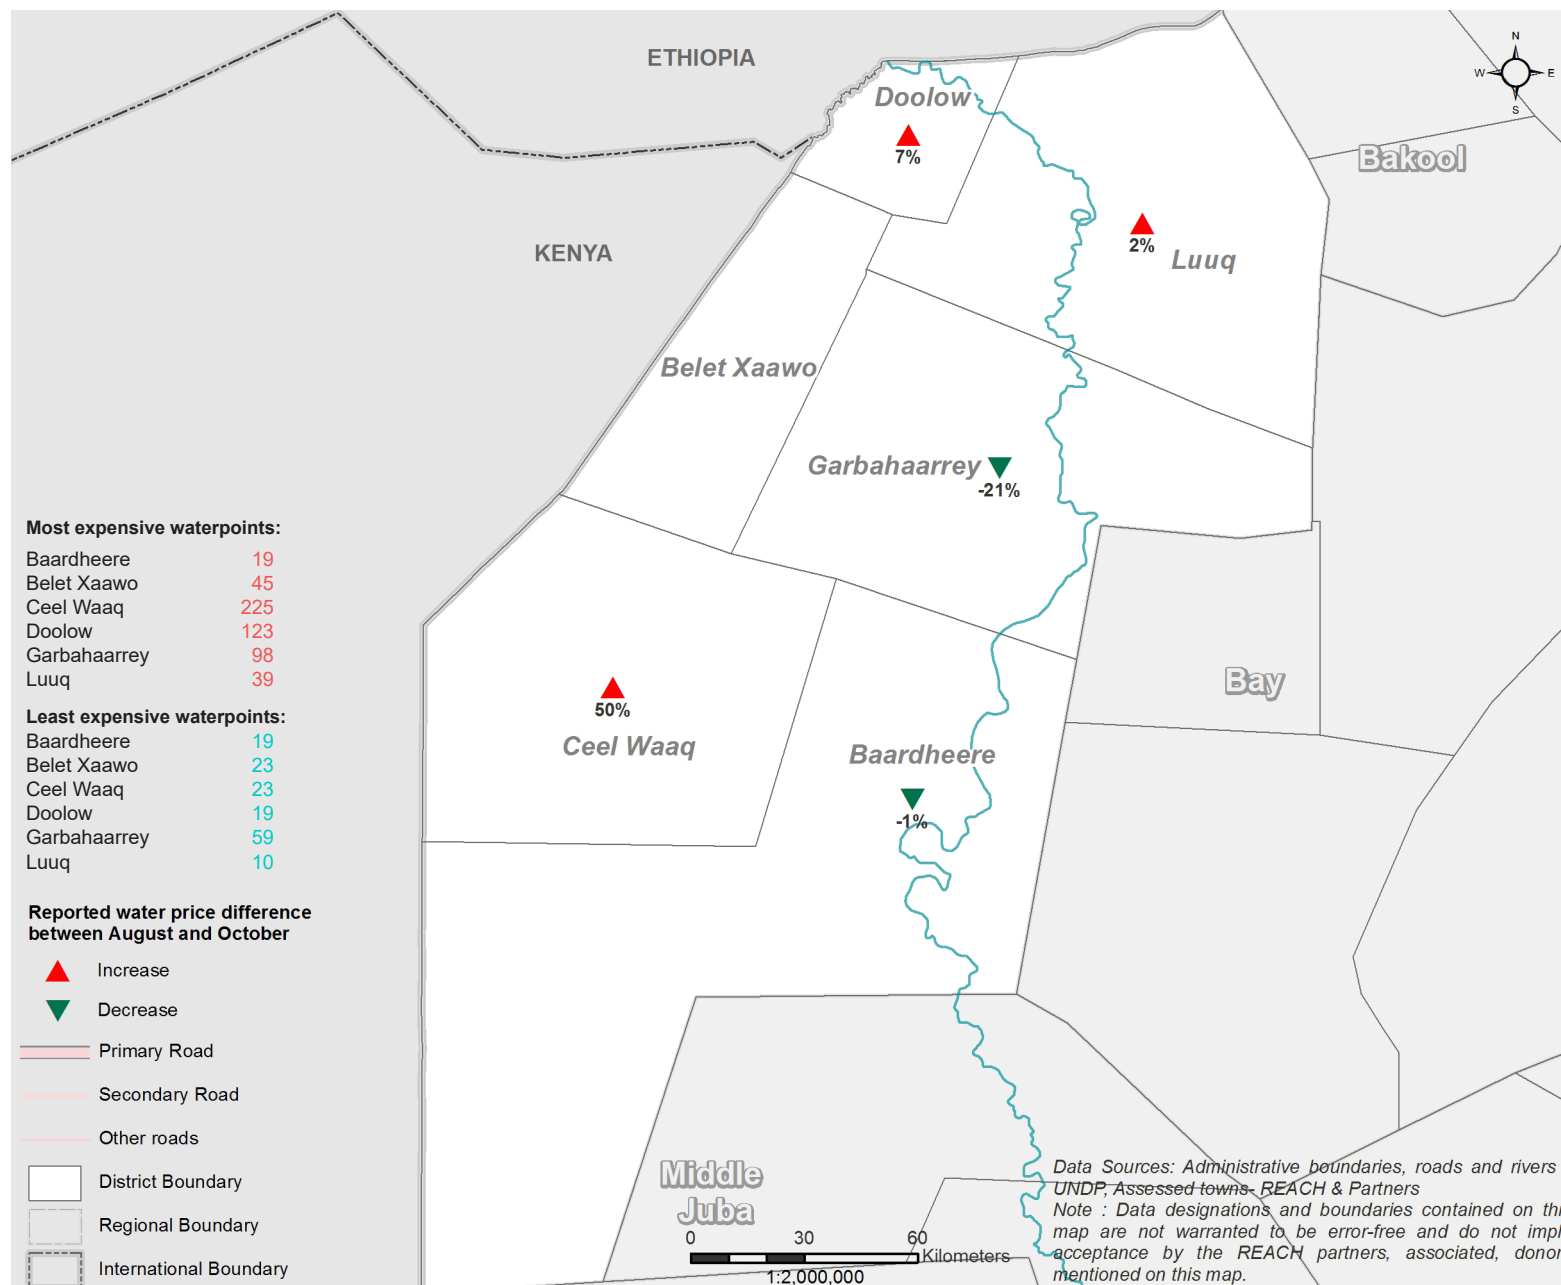 ETHIOPIA
N
W E
S
Doolow
7%
Bakool
KENYA
2%
Luuq
Belet Xaawo
Garbahaarrey
-21%
Most expensive waterpoints:
Baardheere 19
Belet Xaawo 45
Ceel Waaq 225
Doolow 123
Garbahaarrey 98
Luuq 39
Least expensive waterpoints:
Baardheere 19
Belet Xaawo 23
Ceel Waaq 23
Doolow 19
Garbahaarrey 59
Luuq 10
50%
Ceel Waaq
Bay
Baardheere
-1%
Reported water price difference
between August and October
Increase
Decrease
Primary Road
Secondary Road
Other roads
District Boundary
Regional Boundary
International Boundary
Middle
Juba
0 30 60
Kilometers
1:2,000,000
Data Sources: Administrative boundaries, roads and rivers
UNDP, Assessed towns- REACH & Partners
Note : Data designations and boundaries contained on thi
map are not warranted to be error-free and do not impl
acceptance by the REACH partners, associated, donor
mentioned on this map.